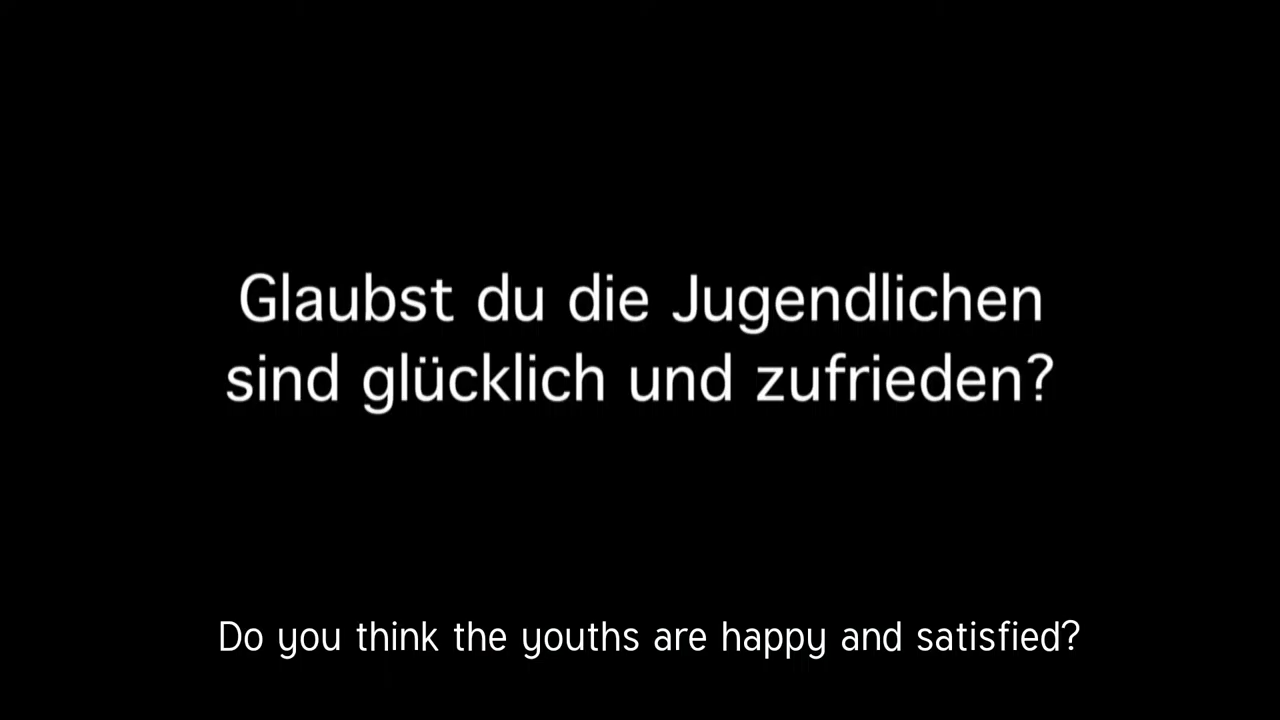 Glaubst du die Jugendlichen
sind glücklich und zufrieden?
Do you think the youths are happy and satisfied?